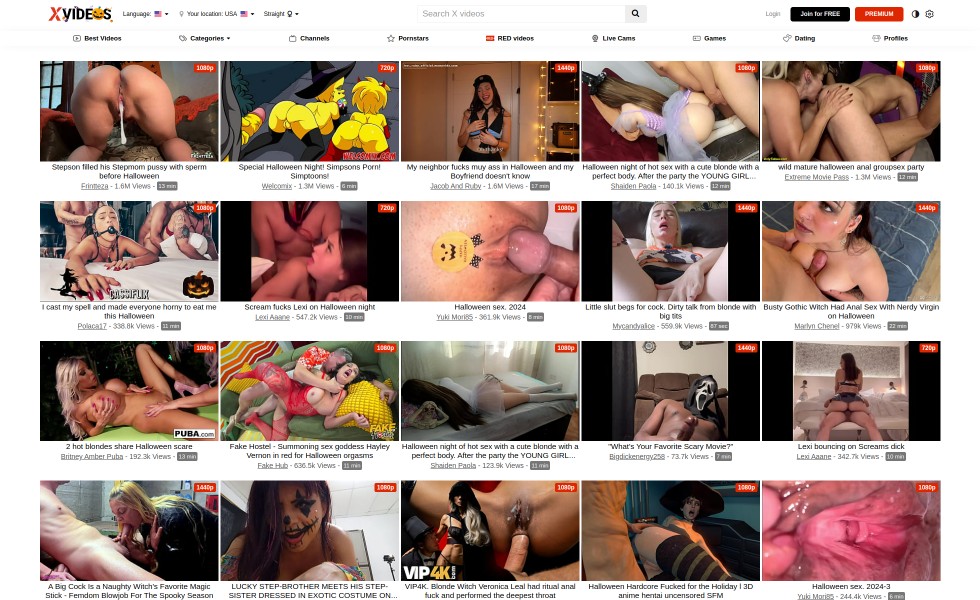 XVIDEOS
Language:
Your location: USA
Straight
Search X videos
Login
Join for FREE
PREMIUM
Best Videos
Categories
Channels
Pornstars
RED videos
Live Cams
Games
Dating
Profiles
1080p
720p
1440p
1080p
1080p
Stepson filled his Stepmom pussy with sperm
before Halloween
Frintteza - 1.6M Views - 13 min
Special Halloween Night! Simpsons Porn!
Simptoons!
Welcomix - 1.3M Views - 6 min
My neighbor fucks muy ass in Halloween and my
Boyfriend doesn't know
Jacob And Ruby - 1.6M Views - 17 min
Halloween night of hot sex with a cute blonde with a
perfect body. After the party the YOUNG GIRL...
Shaiden Paola - 140.1k Views - 12 min
wild mature halloween anal groupsex party
Extreme Movie Pass - 1.3M Views - 12 min
1080p
720p
1080p
1440p
1440p
CASSIFLIX
I cast my spell and made everyone horny to eat me
this Halloween
Polaca17 - 338.8k Views - 11 min
Scream fucks Lexi on Halloween night
Lexi Aaane - 547.2k Views - 10 min
Halloween sex. 2024
Yuki Mori85 - 361.9k Views - 8 min
Little slut begs for cock. Dirty talk from blonde with
big tits
Mycandyalice - 559.9k Views - 87 sec
Busty Gothic Witch Had Anal Sex With Nerdy Virgin
on Halloween
Marlyn Chenel - 979k Views - 22 min
1080p
1080p
1080p
1440p
720p
PUBA.com
FAKE
2 hot blondes share Halloween scare
Britney Amber Puba - 192.3k Views - 13 min
Fake Hostel - Summoning sex goddess Hayley
Vernon in red for Halloween orgasms
Fake Hub - 636.5k Views - 11 min
Halloween night of hot sex with a cute blonde with a
perfect body. After the party the YOUNG GIRL...
Shaiden Paola - 123.9k Views - 11 min
"What's Your Favorite Scary Movie?"
Bigdickenergy258 - 73.7k Views - 7 min
Lexi bouncing on Screams dick
Lexi Aaane - 342.7k Views - 10 min
1440p
1080p
1080p
1080p
1080p
VIP4K
A Big Cock Is a Naughty Witch's Favorite Magic
Stick - Femdom Blowjob For The Spooky Season
LUCKY STEP-BROTHER MEETS HIS STEP-
SISTER DRESSED IN EXOTIC COSTUME ON...
VIP4K. Blonde Witch Veronica Leal had ritual anal
fuck and performed the deepest throat
Halloween Hardcore Fucked for the Holiday l 3D
anime hentai uncensored SFM
Halloween sex. 2024-3
Yuki Mori85 - 244.4k Views - 8 min